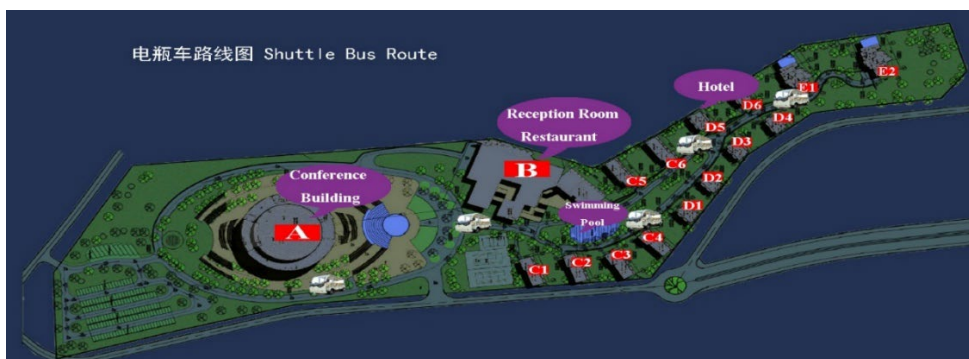 电瓶车路线图 Shuttle Bus Route
Hotel
E2
E1
D6
D4
D5
Reception Room
Restaurant
B
D3
C6
C5
D2
Conference
Building
A
Swimming
Pool
D1
C4
C3
C2
C1